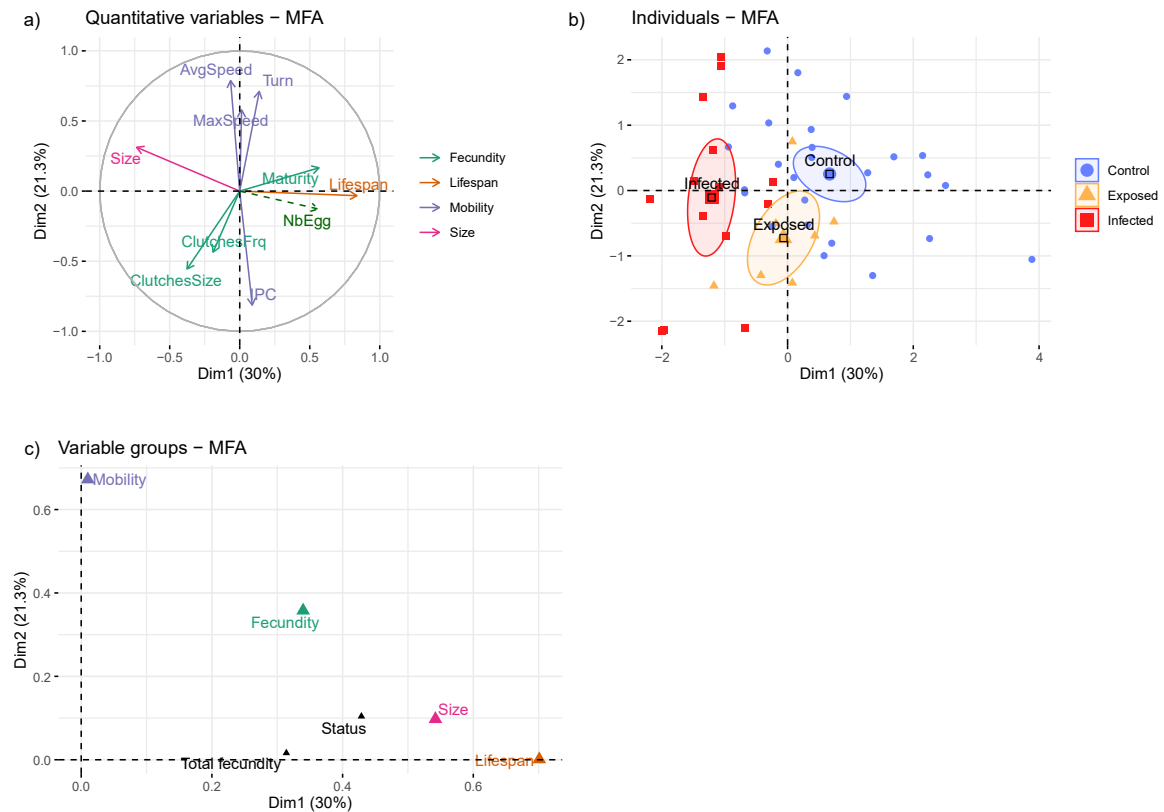 a) Quantitative variables − MFA
1.0
0.5
0.0
−0.5
−1.0
Dim2 (21.3%)
AvgSpeed
Turn
MaxSpeed
Size
Maturity
Lifespan
NbEgg
ClutchesFrq
ClutchesSize
IPC
−1.0 −0.5 0.0 0.5 1.0
Dim1 (30%)
Fecundity
Lifespan
Mobility
Size
b) Individuals − MFA
2
1
0
−1
−2
Dim2 (21.3%)
Control
Infected
Exposed
−2 0 2 4
Dim1 (30%)
Control
Exposed
Infected
c) Variable groups − MFA
0.6
0.4
0.2
0.0
Dim2 (21.3%)
Mobility
Fecundity
Size
Status
Total fecundity
Lifespan
0.0 0.2 0.4 0.6
Dim1 (30%)